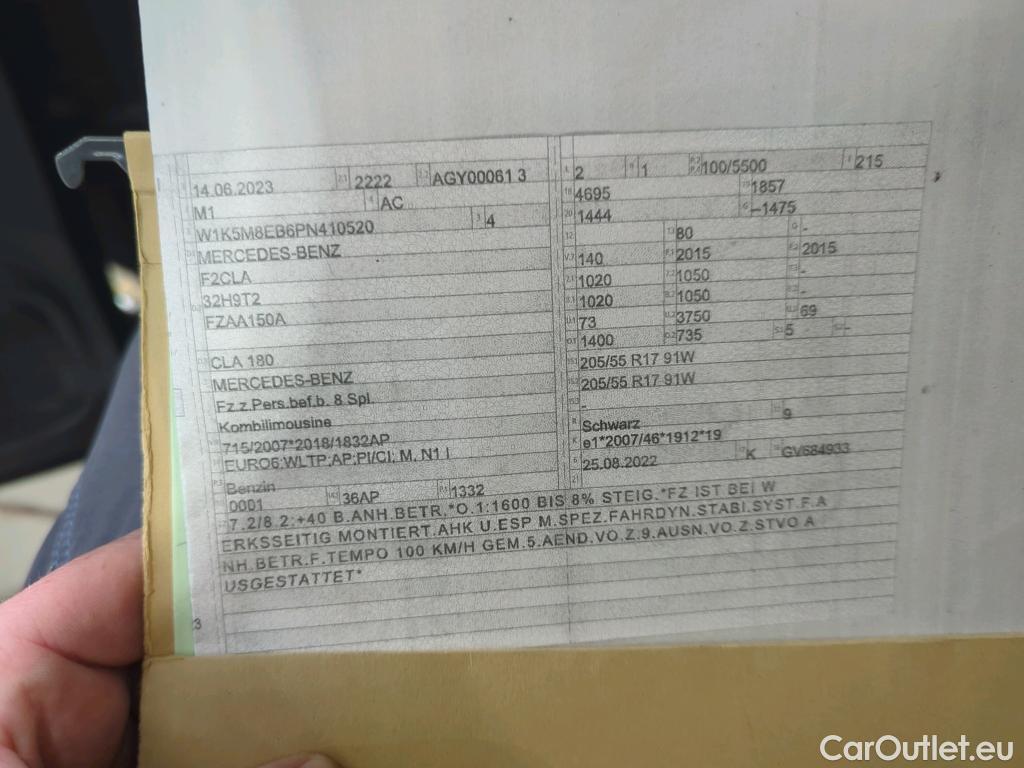 14.06.2023 2222 AGY00061 3
M1 AC
W1K5M8EB6PN410520 4
MERCEDES-BENZ
F2CLA
32H9T2
FZAA150A
CLA 180
MERCEDES-BENZ
Fz.z.Pers.bef.b. 8 Spl.
Kombilimousine
715/2007*2018/1832AP
EURO6;WLTP;AP;PI/CI; M, N1 I
Benzin
0001 36AP 1332
2 1 100/5500 215
4695 1857
1444 –1475
80 -
140 2015 2015
1020 1050 -
1020 1050 -
73 3750 69
1400 735 5 -
205/55 R17 91W
205/55 R17 91W
-
Schwarz 9
e1*2007/46*1912*19
25.08.2022 K GV684933
7.2/8.2:+40 B.ANH.BETR.*O.1:1600 BIS 8% STEIG.*FZ IST BEI W
ERKSSEITIG MONTIERT.AHK U.ESP M.SPEZ.FAHRDYN.STABI.SYST.F.A
NH.BETR.F.TEMPO 100 KM/H GEM.5.AEND.VO.Z.9.AUSN.VO.Z.STVO A
USGESTATTET*
3
CarOutlet.eu